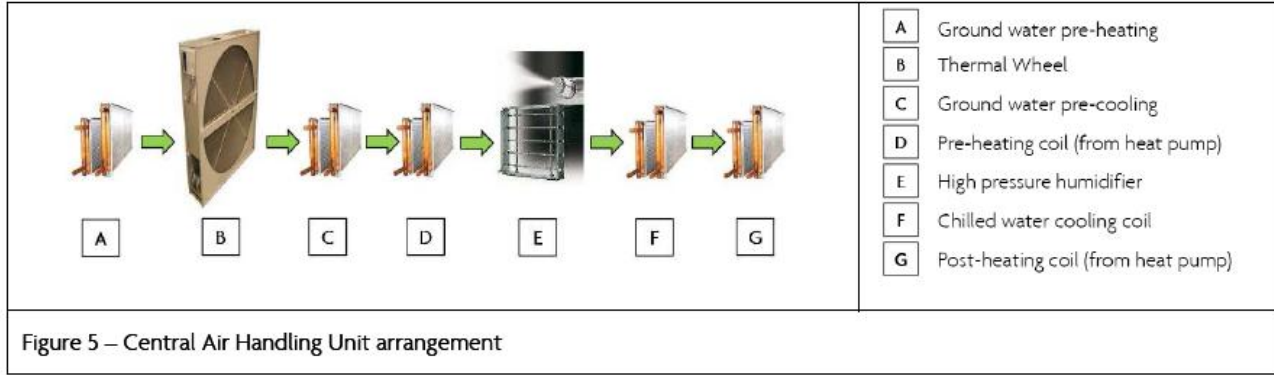 A
B
C
D
E
F
G
A Ground water pre-heating
B Thermal Wheel
C Ground water pre-cooling
D Pre-heating coil (from heat pump)
E High pressure humidifier
F Chilled water cooling coil
G Post-heating coil (from heat pump)
Figure 5 – Central Air Handling Unit arrangement